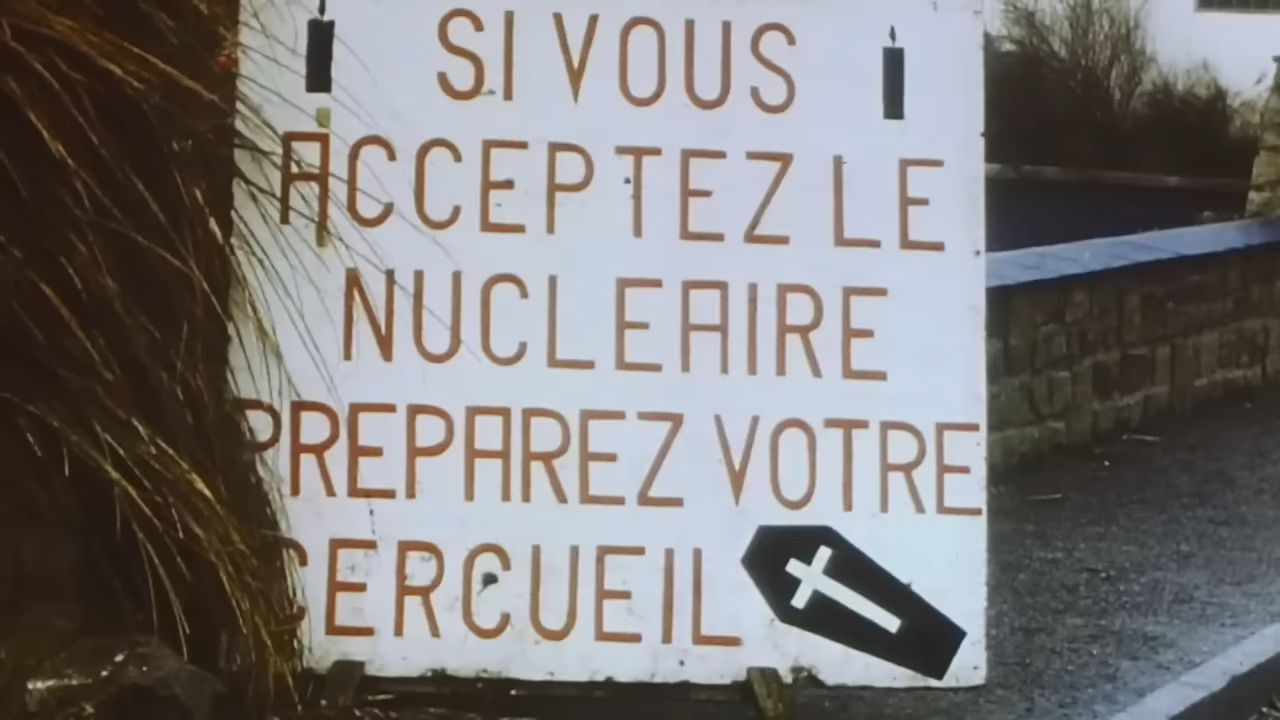 SI VOUS
ACCEPTEZ LE
NUCLEAIRE
PREPAREZ VOTRE
CERCUEIL